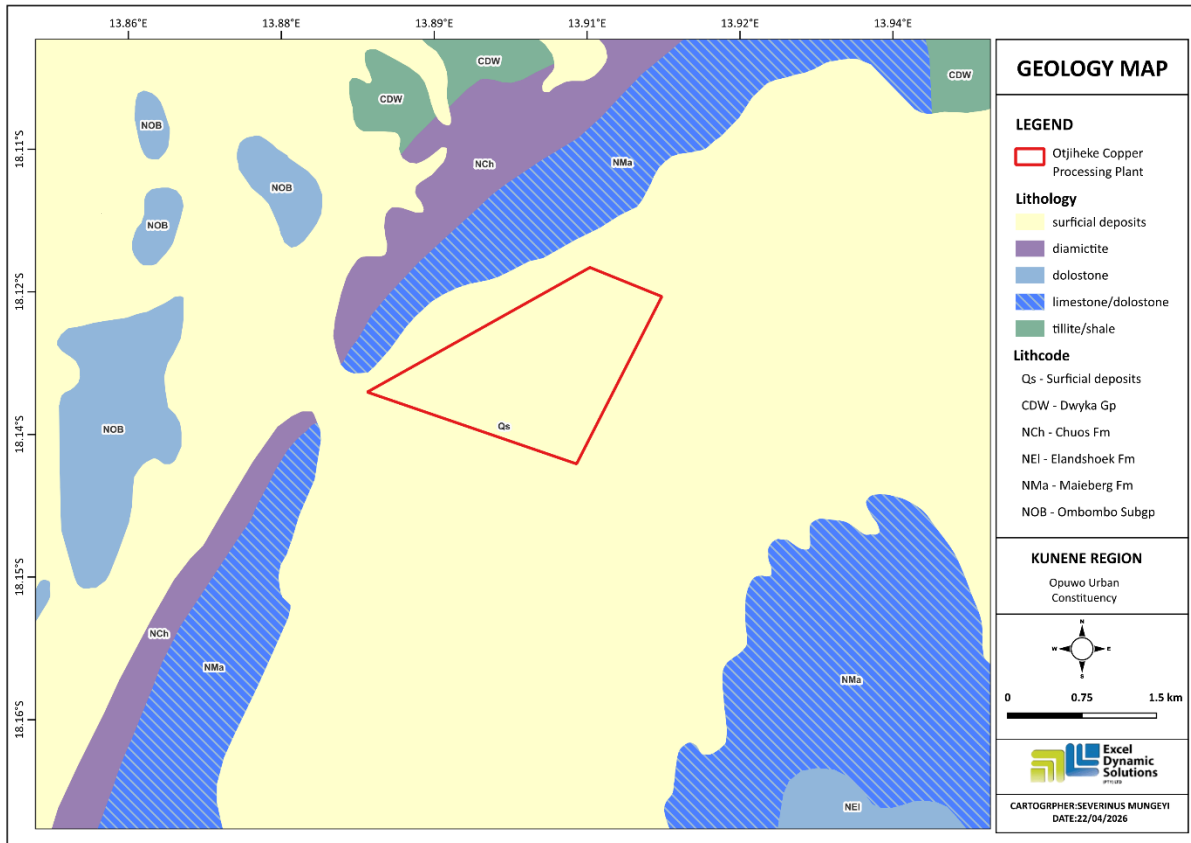 13.86°E
13.88°E
13.89°E
13.91°E
13.92°E
13.94°E
18.11°S
18.12°S
18.14°S
18.15°S
18.16°S
CDW
CDW
CDW
NOB
NCh
NMa
NOB
NOB
NOB
Qs
NCh
NMa
NMa
NEl
GEOLOGY MAP
LEGEND
Otjiheke Copper
Processing Plant
Lithology
surficial deposits
diamictite
dolostone
limestone/dolostone
tillite/shale
Lithcode
Qs - Surficial deposits
CDW - Dwyka Gp
NCh - Chuos Fm
NEl - Elandshoek Fm
NMa - Maieberg Fm
NOB - Ombombo Subgp
KUNENE REGION
Opuwo Urban
Constituency
N
W E
S
0 0.75 1.5 km
Excel
Dynamic
Solutions
(PTY) LTD
CARTOGRPHER:SEVERINUS MUNGEYI
DATE:22/04/2026